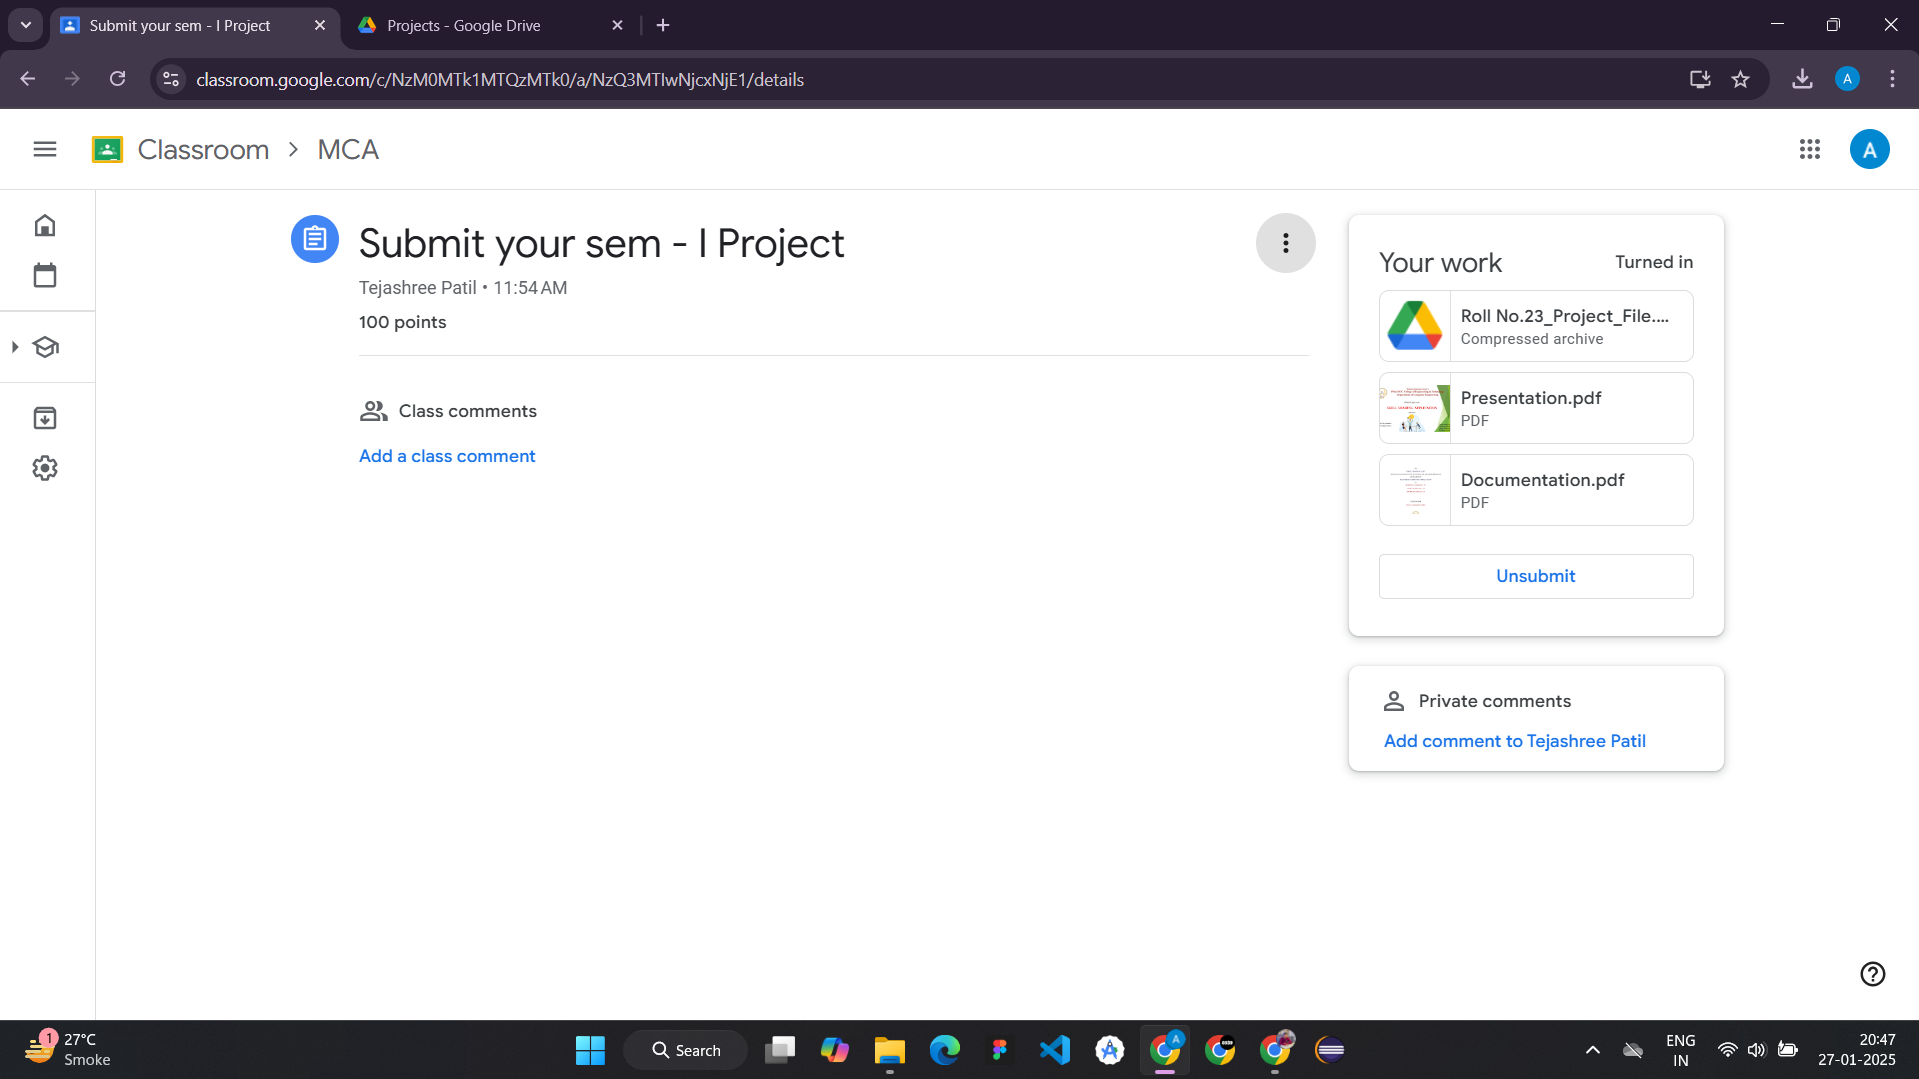 Submit your sem - I Project
Projects - Google Drive
classroom.google.com/c/NzM0MTk1MTQzMTk0/a/NzQ3MTIwNjcxNjE1/details
A
Classroom
MCA
A
Submit your sem - I Project
Tejashree Patil • 11:54 AM
100 points
Class comments
Add a class comment
Your work
Turned in
Roll No.23_Project_File....
Compressed archive
Presentation.pdf
PDF
Documentation.pdf
PDF
Unsubmit
Private comments
Add comment to Tejashree Patil
1
27°C
Smoke
Search
A
ENG
IN
20:47
27-01-2025